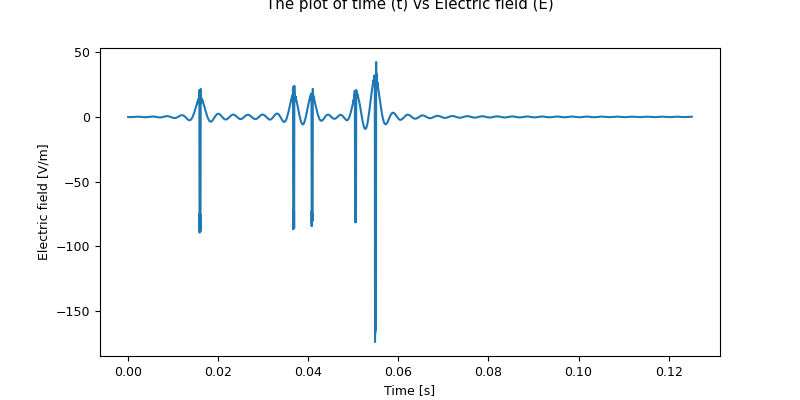 The plot of time (t) vs Electric field (E)
50
0
−50
−100
−150
Electric field [V/m]
0.00 0.02 0.04 0.06 0.08 0.10 0.12
Time [s]